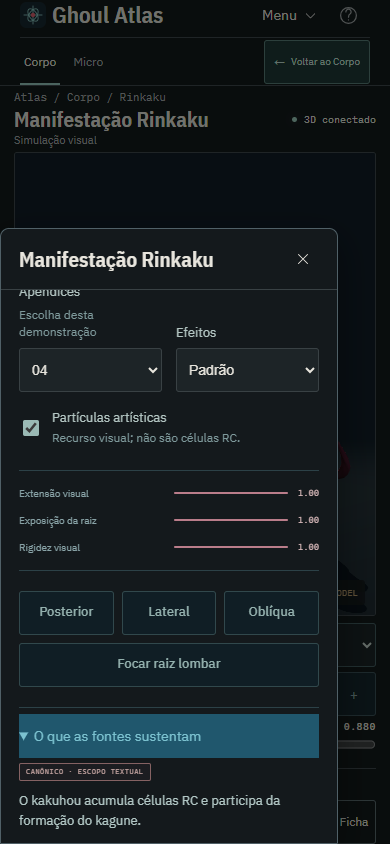 Ghoul Atlas
Menu
?
Corpo
Micro
← Voltar ao Corpo
Atlas / Corpo / Rinkaku
Manifestação Rinkaku
3D conectado
Simulação visual
Manifestação Rinkaku
Apêndices
Escolha desta
demonstração
Efeitos
04
Padrão
Partículas artísticas
Recurso visual; não são células RC.
Extensão visual
1.00
Exposição da raiz
1.00
Rigidez visual
1.00
ODEL
Posterior
Lateral
Oblíqua
Focar raiz lombar
+
0.880
▼ O que as fontes sustentam
CANÔNICO · ESCOPO TEXTUAL
O kakuhou acumula células RC e participa da
formação do kagune.
Ficha